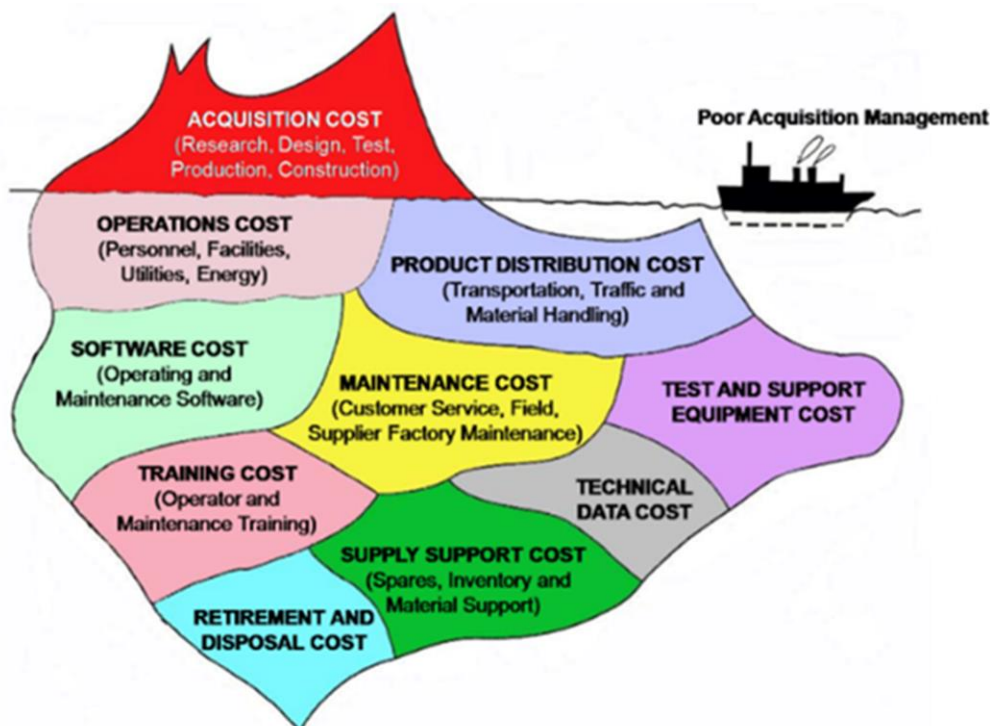 ACQUISITION COST
(Research, Design, Test,
Production, Construction)
Poor Acquisition Management
OPERATIONS COST
(Personnel, Facilities,
Utilities, Energy)
PRODUCT DISTRIBUTION COST
(Transportation, Traffic and
Material Handling)
SOFTWARE COST
(Operating and
Maintenance Software)
MAINTENANCE COST
(Customer Service, Field,
Supplier Factory Maintenance)
TEST AND SUPPORT
EQUIPMENT COST
TRAINING COST
(Operator and
Maintenance Training)
TECHNICAL
DATA COST
SUPPLY SUPPORT COST
(Spares, Inventory and
Material Support)
RETIREMENT AND
DISPOSAL COST